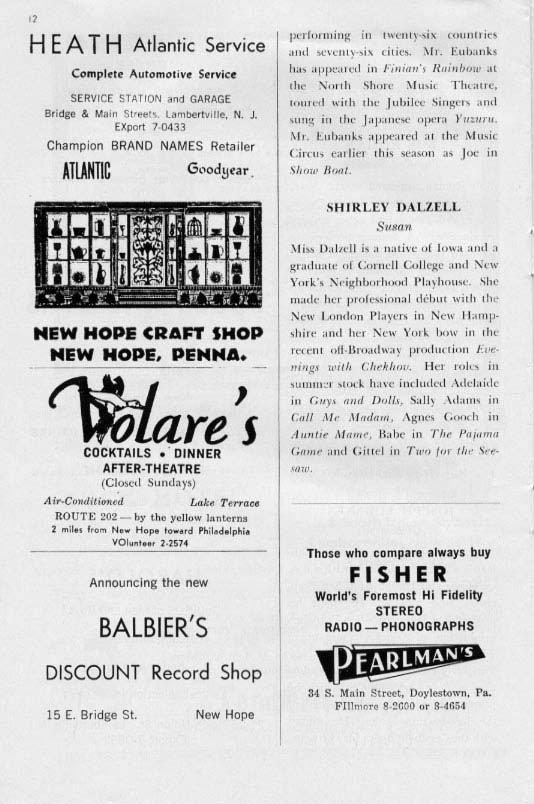 12
HEATH Atlantic Service
Complete Automotive Service
SERVICE STATION and GARAGE
Bridge & Main Streets, Lambertville, N. J.
EXport 7-0433
Champion BRAND NAMES Retailer
ATLANTIC Goodyear
NEW HOPE CRAFT SHOP
NEW HOPE, PENNA.
Volare's
COCKTAILS • DINNER
AFTER-THEATRE
(Closed Sundays)
Air-Conditioned Lake Terrace
ROUTE 202 — by the yellow lanterns
2 miles from New Hope toward Philadelphia
VOlunteer 2-2574
Announcing the new
BALBIER'S
DISCOUNT Record Shop
15 E. Bridge St. New Hope
performing in twenty-six countries
and seventy-six cities. Mr. Eubanks
has appeared in Finian's Rainbow at
the North Shore Music Theatre,
toured with the Jubilee Singers and
sung in the Japanese opera Yuzuru.
Mr. Eubanks appeared at the Music
Circus earlier this season as Joe in
Show Boat.
SHIRLEY DALZELL
Susan
Miss Dalzell is a native of Iowa and a
graduate of Cornell College and New
York's Neighborhood Playhouse. She
made her professional début with the
New London Players in New Hamp-
shire and her New York bow in the
recent off-Broadway production Eve-
nings with Chekhov. Her roles in
summer stock have included Adelaide
in Guys and Dolls, Sally Adams in
Call Me Madam, Agnes Gooch in
Auntie Mame, Babe in The Pajama
Game and Gittel in Two for the See-
saw.
Those who compare always buy
FISHER
World's Foremost Hi Fidelity
STEREO
RADIO — PHONOGRAPHS
PEARLMAN'S
34 S. Main Street, Doylestown, Pa.
FIllmore 8-2600 or 8-4654